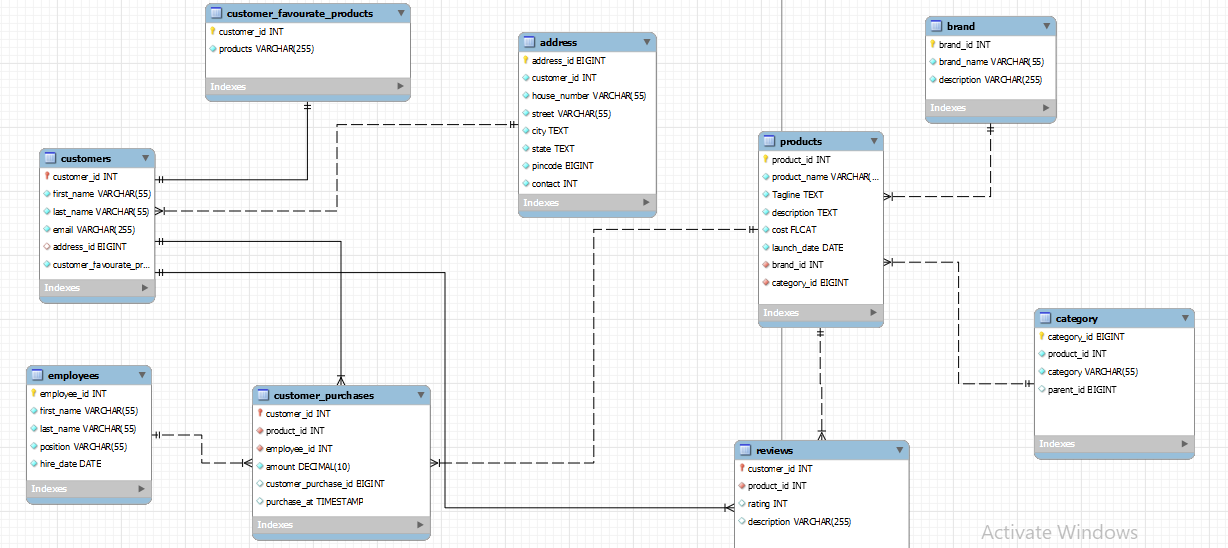 customer_favourate_products
customer_id INT
products VARCHAR(255)
Indexes
address
address_id BIGINT
customer_id INT
house_number VARCHAR(55)
street VARCHAR(55)
city TEXT
state TEXT
pincode BIGINT
contact INT
Indexes
brand
brand_id INT
brand_name VARCHAR(55)
description VARCHAR(255)
Indexes
customers
customer_id INT
first_name VARCHAR(55)
last_name VARCHAR(55)
email VARCHAR(255)
address_id BIGINT
customer_favourate_pr...
Indexes
products
product_id INT
product_name VARCHAR(...
Tagline TEXT
description TEXT
cost FLOAT
launch_date DATE
brand_id INT
category_id BIGINT
Indexes
category
category_id BIGINT
product_id INT
category VARCHAR(55)
parent_id BIGINT
Indexes
employees
employee_id INT
first_name VARCHAR(55)
last_name VARCHAR(55)
position VARCHAR(55)
hire_date DATE
Indexes
customer_purchases
customer_id INT
product_id INT
employee_id INT
amount DECIMAL(10)
customer_purchase_id BIGINT
purchase_at TIMESTAMP
Indexes
reviews
customer_id INT
product_id INT
rating INT
description VARCHAR(255)
Activate Windows